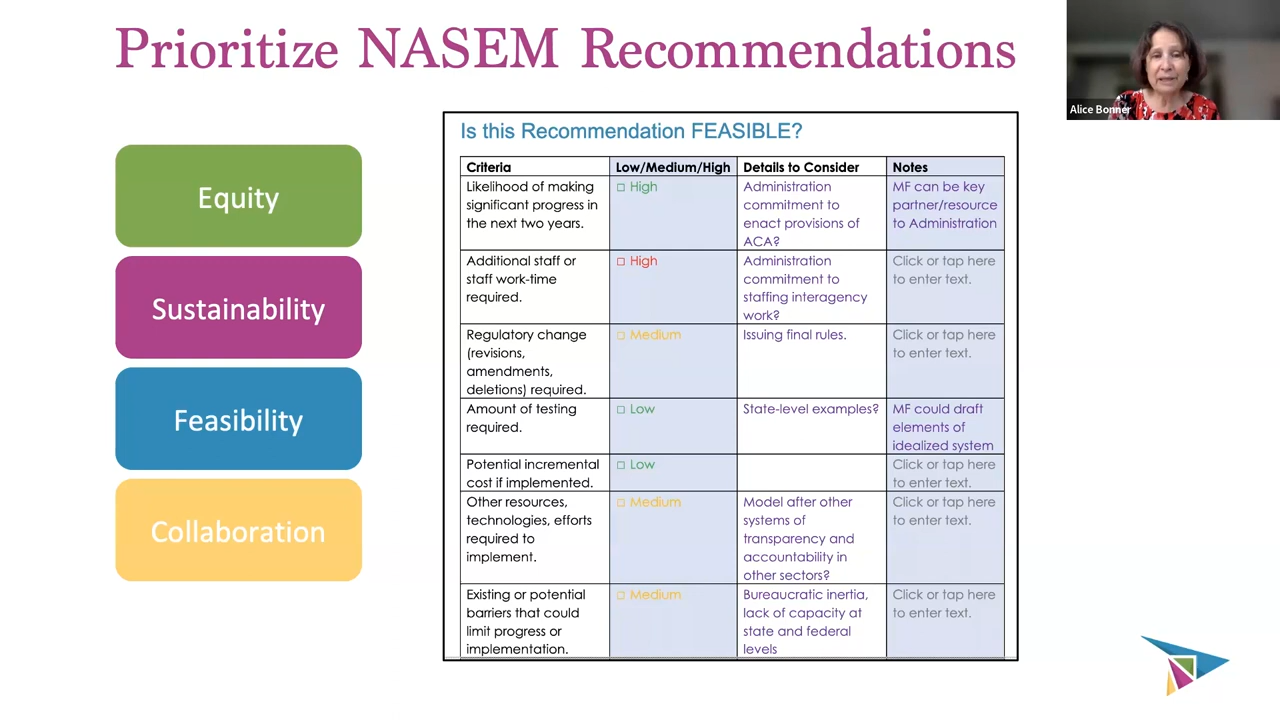 Prioritize NASEM Recommendations
Alice Bonner
Equity
Sustainability
Feasibility
Collaboration
Is this Recommendation FEASIBLE?
Criteria
Low/Medium/High
Details to Consider
Notes
Likelihood of making
significant progress in
the next two years.
□ High
Administration
commitment to
enact provisions of
ACA?
MF can be key
partner/resource
to Administration
Additional staff or
staff work-time
required.
□ High
Administration
commitment to
staffing interagency
work?
Click or tap here
to enter text.
Regulatory change
(revisions,
amendments,
deletions) required.
□ Medium
Issuing final rules.
Click or tap here
to enter text.
Amount of testing
required.
□ Low
State-level examples?
MF could draft
elements of
idealized system
Potential incremental
cost if implemented.
□ Low
Click or tap here
to enter text.
Other resources,
technologies, efforts
required to
implement.
□ Medium
Model after other
systems of
transparency and
accountability in
other sectors?
Click or tap here
to enter text.
Existing or potential
barriers that could
limit progress or
implementation.
□ Medium
Bureaucratic inertia,
lack of capacity at
state and federal
levels
Click or tap here
to enter text.